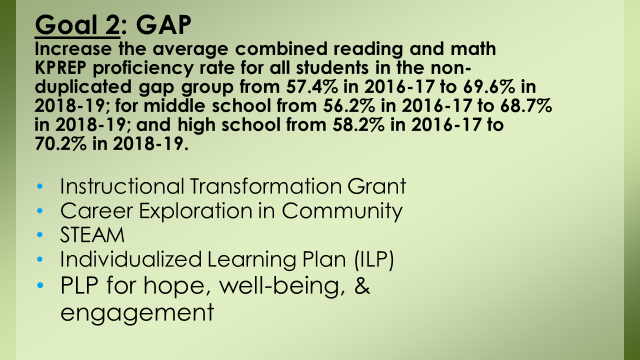 Goal 2: GAP
Increase the average combined reading and math
KPREP proficiency rate for all students in the non-
duplicated gap group from 57.4% in 2016-17 to 69.6% in
2018-19; for middle school from 56.2% in 2016-17 to 68.7%
in 2018-19; and high school from 58.2% in 2016-17 to
70.2% in 2018-19.
• Instructional Transformation Grant
• Career Exploration in Community
• STEAM
• Individualized Learning Plan (ILP)
• PLP for hope, well-being, &
engagement